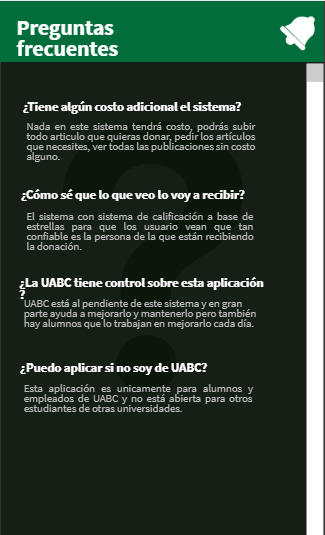 Preguntas
frecuentes
¿Tiene algún costo adicional el sistema?
Nada en este sistema tendrá costo, podrás subir
todo articulo que quieras donar, pedir los artículos
que necesites, ver todas las publicaciones sin costo
alguno.
¿Cómo sé que lo que veo lo voy a recibir?
El sistema con sistema de calificación a base de
estrellas para que los usuario vean que tan
confiable es la persona de la que están recibiendo
la donación.
¿La UABC tiene control sobre esta aplicación
?
UABC está al pendiente de este sistema y en gran
parte ayuda a mejorarlo y mantenerlo pero también
hay alumnos que lo trabajan en mejorarlo cada día.
¿Puedo aplicar si no soy de UABC?
Esta aplicación es unicamente para alumnos y
empleados de UABC y no está abierta para otros
estudiantes de otras universidades.